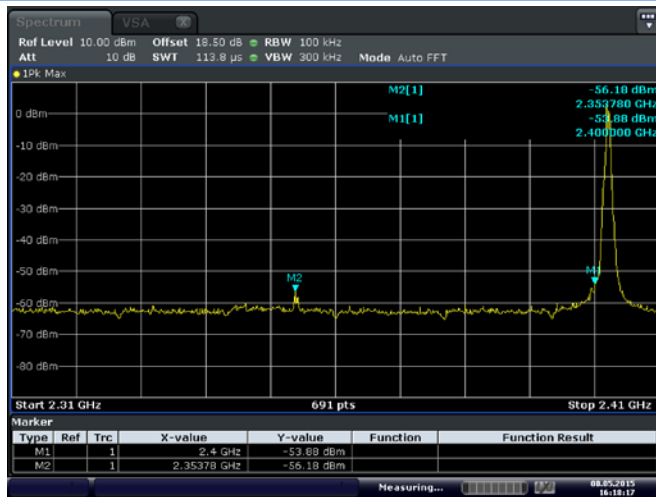 Spectrum VSA
Ref Level 10.00 dBm Offset 18.50 dB RBW 100 kHz
Att 10 dB SWT 113.8 µs VBW 300 kHz Mode Auto FFT
1Pk Max
M2[1] -56.18 dBm
2.353780 GHz
0 dBm
M1[1] -53.88 dBm
2.400000 GHz
-10 dBm
-20 dBm
-30 dBm
-40 dBm
-50 dBm
M2 M1
-60 dBm
-70 dBm
-80 dBm
Start 2.31 GHz 691 pts Stop 2.41 GHz
Marker
Type Ref Trc X-value Y-value Function Function Result
M1 1 2.4 GHz -53.88 dBm
M2 1 2.35378 GHz -56.18 dBm
Measuring... 08.05.2015
16:18:17